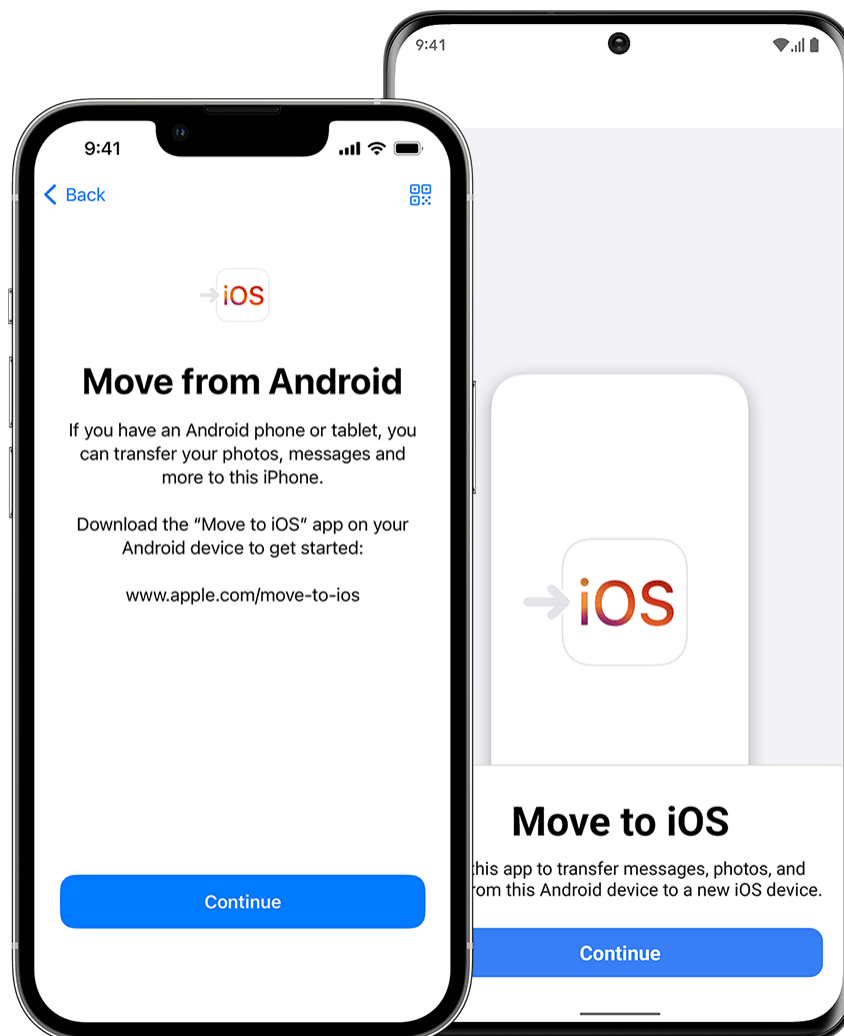 9:41
Back
iOS
Move from Android
If you have an Android phone or tablet, you
can transfer your photos, messages and
more to this iPhone.
Download the “Move to iOS” app on your
Android device to get started:
www.apple.com/move-to-ios
Continue
9:41
iOS
Move to iOS
this app to transfer messages, photos, and
from this Android device to a new iOS device.
Continue